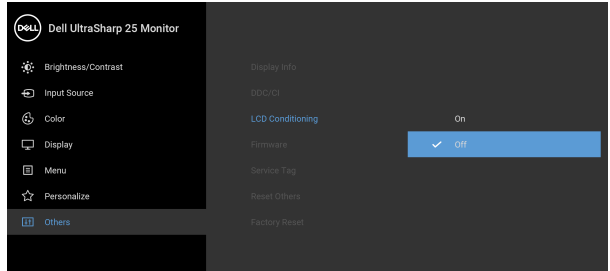 DELL Dell UltraSharp 25 Monitor
Brightness/Contrast
Input Source
Color
Display
Menu
Personalize
Others
Display Info
DDC/CI
LCD Conditioning
Firmware
Service Tag
Reset Others
Factory Reset
On
Off